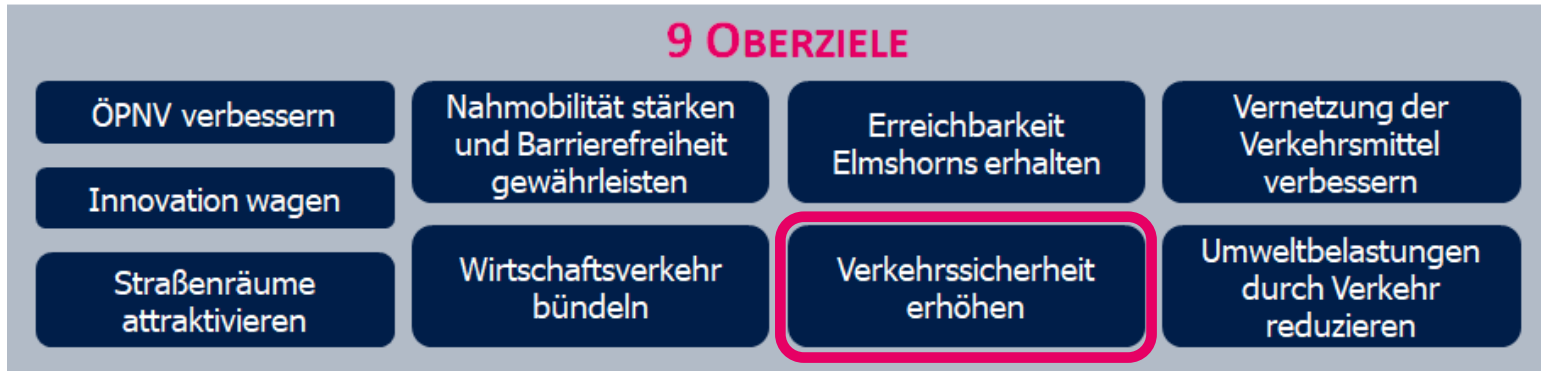 9 OBERZIELE
ÖPNV verbessern
Innovation wagen
Straßenräume
attraktivieren
Nahmobilität stärken
und Barrierefreiheit
gewährleisten
Wirtschaftsverkehr
bündeln
Erreichbarkeit
Elmshorns erhalten
Verkehrssicherheit
erhöhen
Vernetzung der
Verkehrsmittel
verbessern
Umweltbelastungen
durch Verkehr
reduzieren